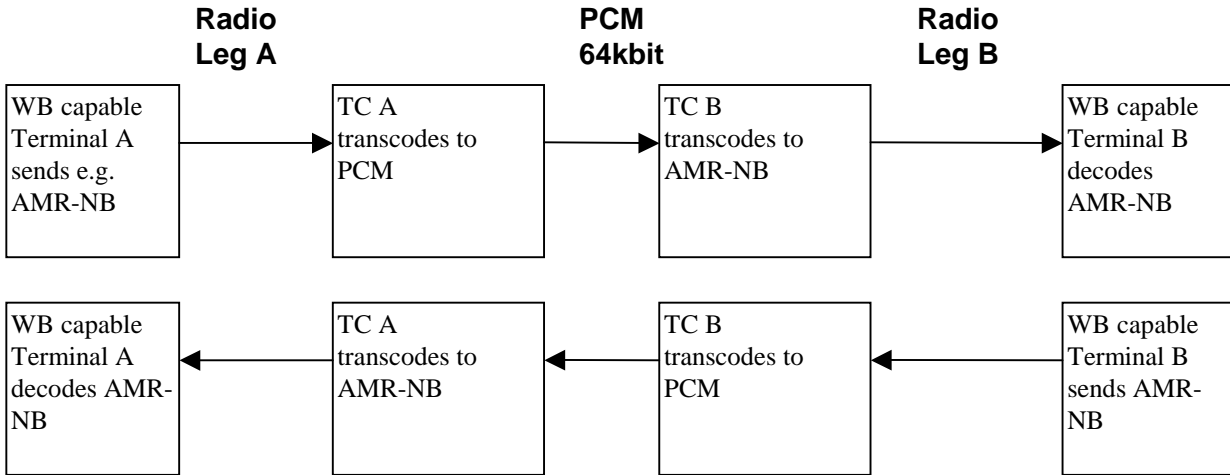 Radio
Leg A
PCM
64kbit
Radio
Leg B
WB capable
Terminal A
sends e.g.
AMR-NB
TC A
transcodes to
PCM
TC B
transcodes to
AMR-NB
WB capable
Terminal B
decodes
AMR-NB
WB capable
Terminal A
decodes AMR-
NB
TC A
transcodes to
AMR-NB
TC B
transcodes to
PCM
WB capable
Terminal B
sends AMR-
NB